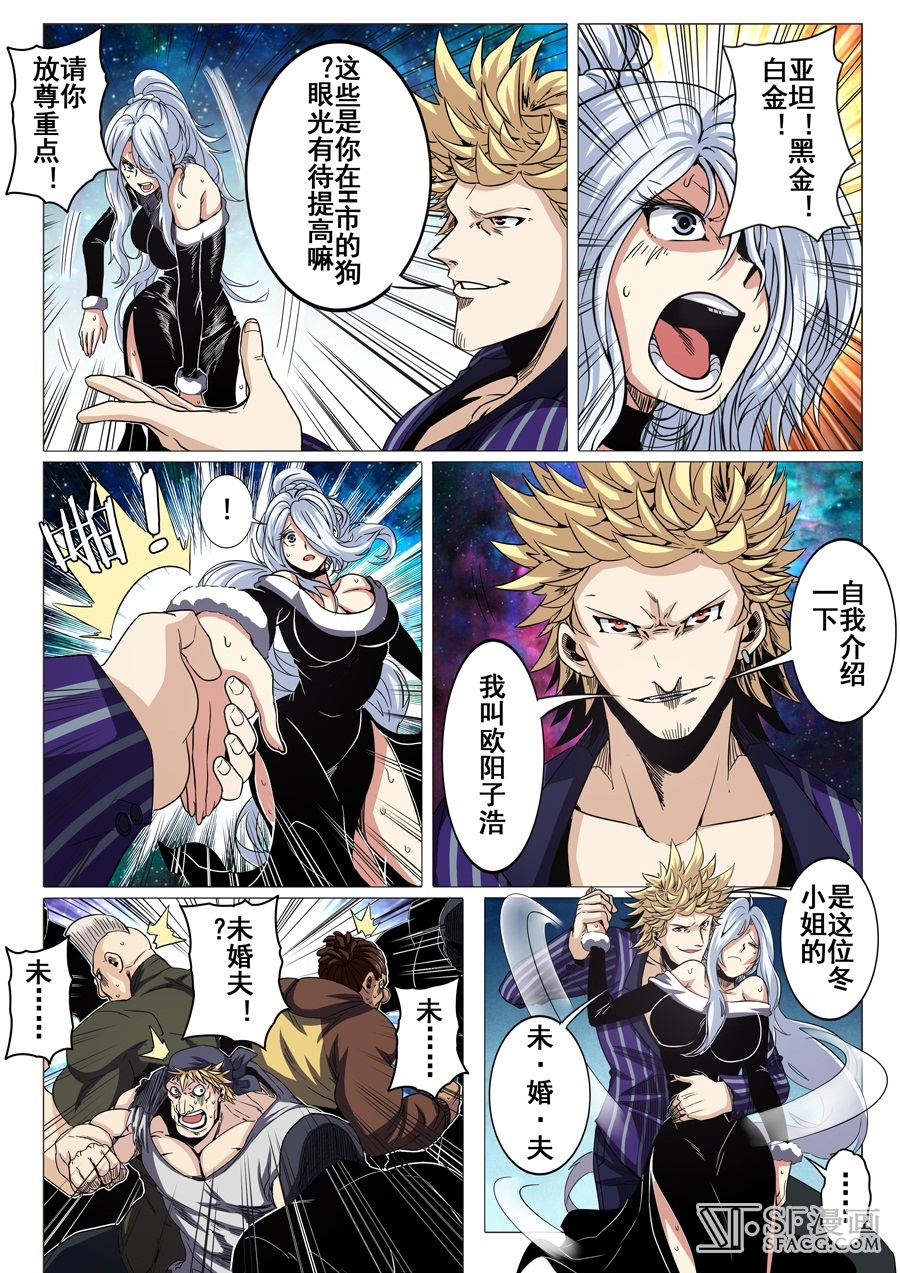 亚坦！黑金！
白金！
这些是你在H市的狗
？眼光有待提高嘛
请你
放尊重点！
自我介绍
一下
我叫欧阳子浩
！
啪！
是这位冬
小姐的
未·婚·夫
……
未……
未婚夫！
？
未……
SF漫画
SFACG.COM